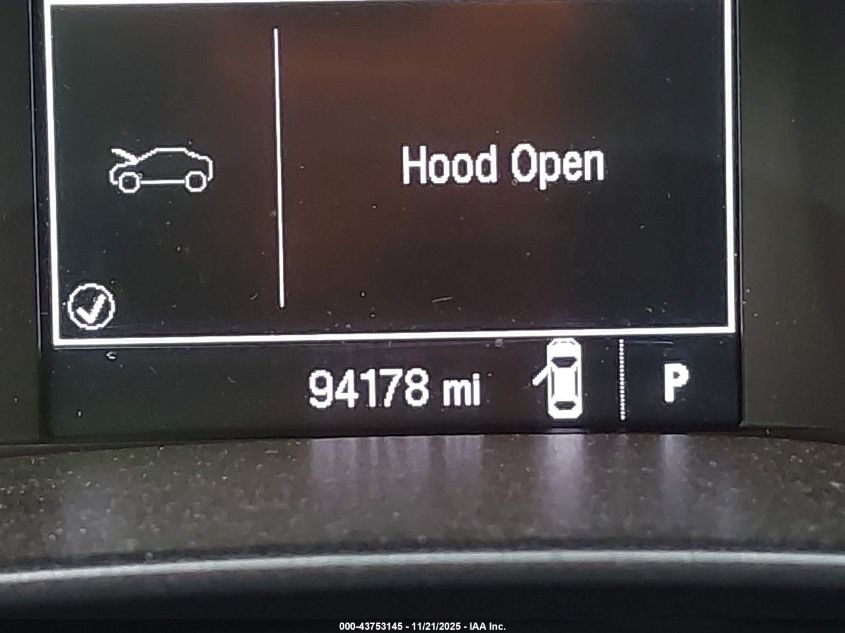 Hood Open
94178 mi
P
000-43753145 - 11/21/2025 - IAA Inc.